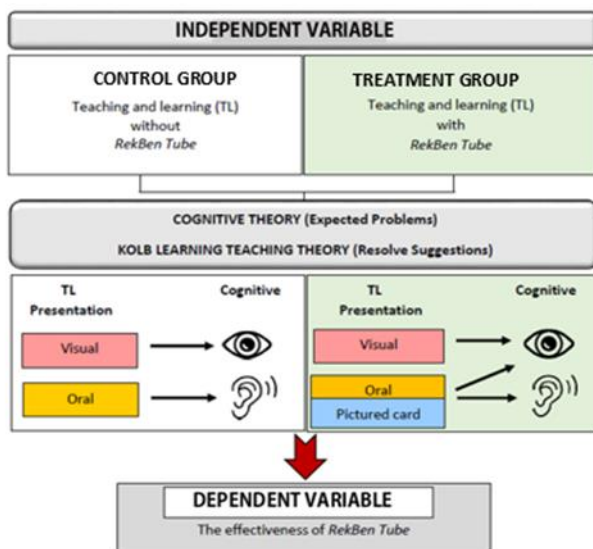 INDEPENDENT VARIABLE
CONTROL GROUP
Teaching and learning (TL)
without
RekBen Tube
TREATMENT GROUP
Teaching and learning (TL)
with
RekBen Tube
COGNITIVE THEORY (Expected Problems)
KOLB LEARNING TEACHING THEORY (Resolve Suggestions)
TL
Presentation
Cognitive
Visual
Oral
TL
Presentation
Cognitive
Visual
Oral
Pictured card
DEPENDENT VARIABLE
The effectiveness of RekBen Tube